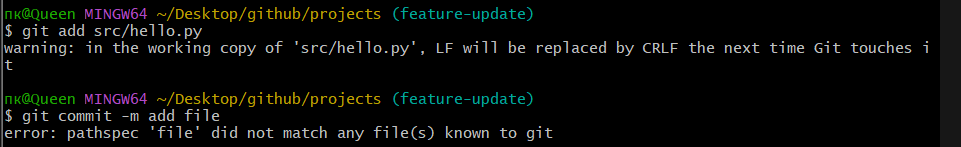 пк@Queen MINGW64 ~/Desktop/github/projects (feature-update)
$ git add src/hello.py
warning: in the working copy of 'src/hello.py', LF will be replaced by CRLF the next time Git touches i
t
пк@Queen MINGW64 ~/Desktop/github/projects (feature-update)
$ git commit -m add file
error: pathspec 'file' did not match any file(s) known to git